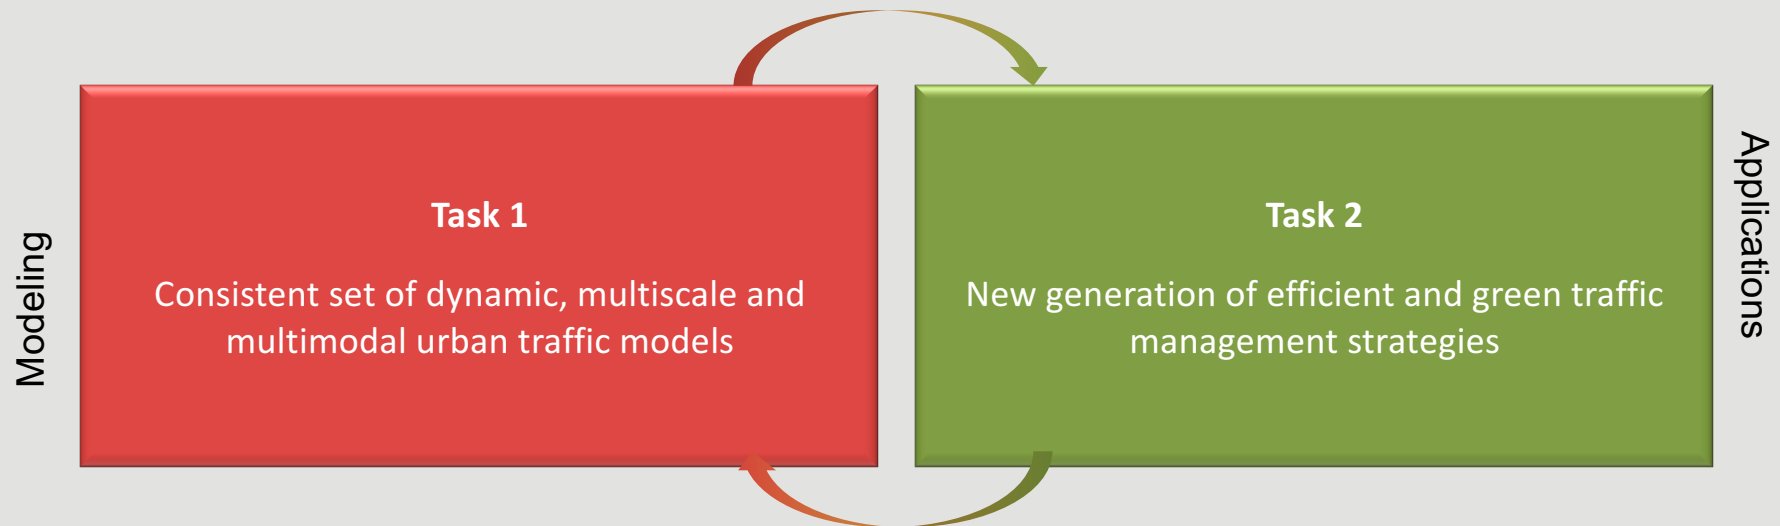 Modeling
Task 1
Consistent set of dynamic, multiscale and
multimodal urban traffic models
Task 2
New generation of efficient and green traffic
management strategies
Applications